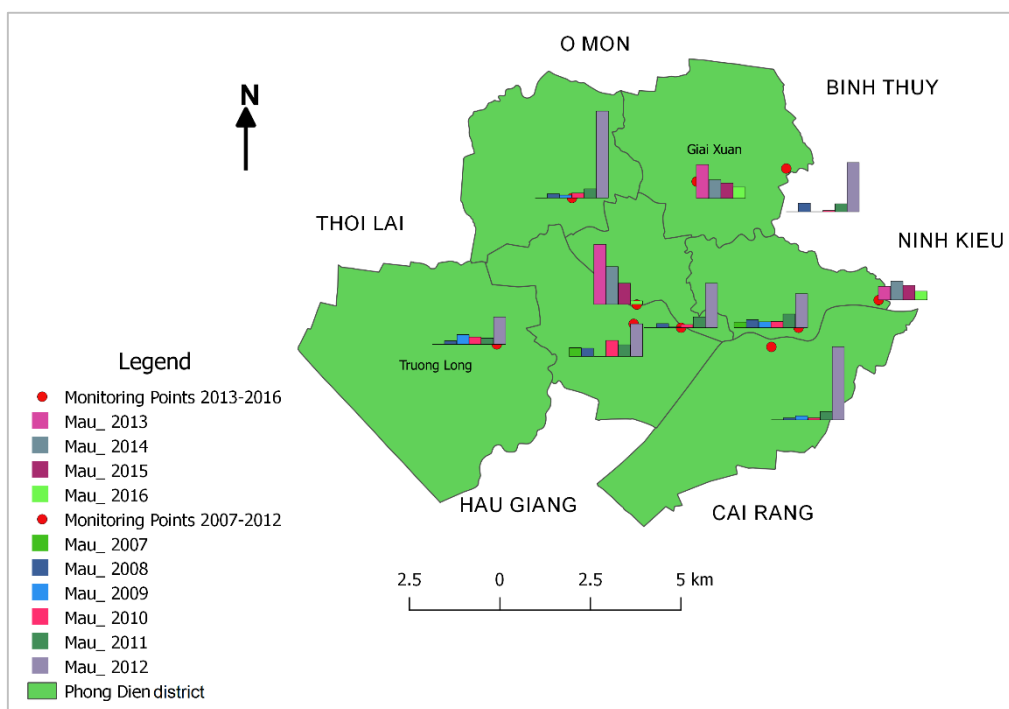 O MON
N
BINH THUY
Giai Xuan
THOI LAI
NINH KIEU
Truong Long
Legend
Monitoring Points 2013-2016
Mau_ 2013
Mau_ 2014
Mau_ 2015
Mau_ 2016
Monitoring Points 2007-2012
Mau_ 2007
Mau_ 2008
Mau_ 2009
Mau_ 2010
Mau_ 2011
Mau_ 2012
Phong Dien district
HAU GIANG
CAI RANG
2.5 0 2.5 5 km